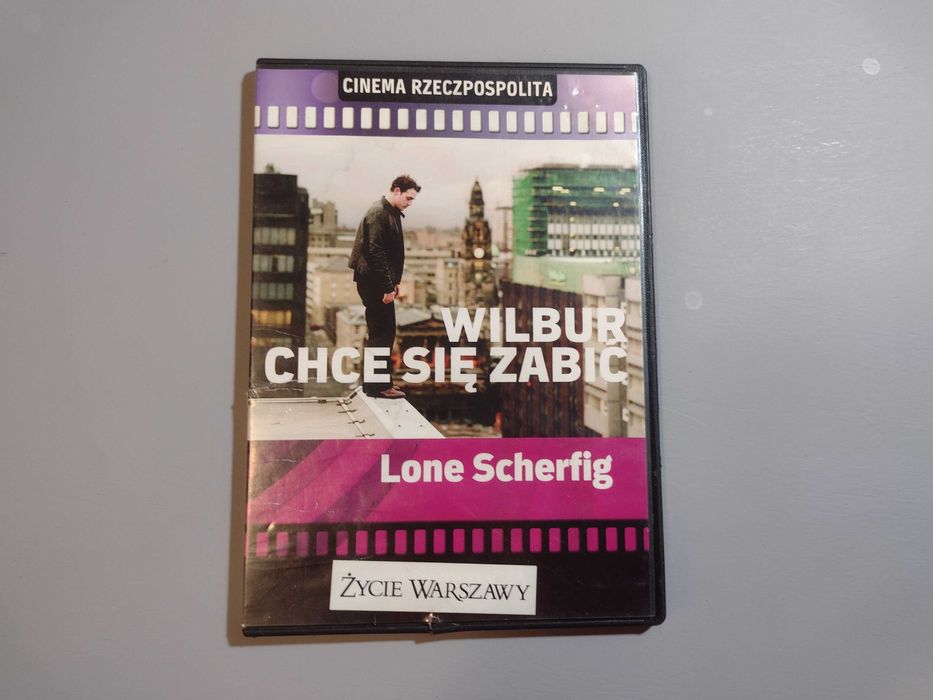 CINEMA RZECZPOSPOLITA
WILBUR
CHCE SIĘ ZABIĆ
Lone Scherfig
ŻYCIE WARSZAWY